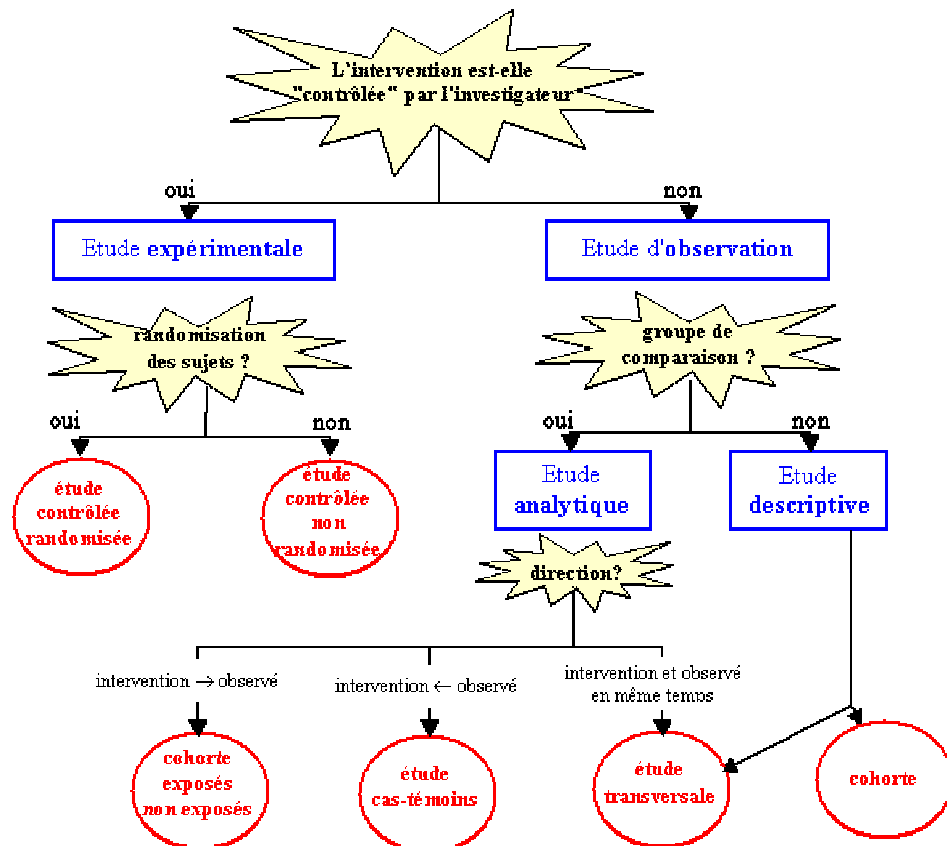 L'intervention est-elle
"contrôlée" par l'investigateur
oui
non
Etude expérimentale
Etude d'observation
randomisation
des sujets ?
groupe de
comparaison ?
oui
non
oui
non
étude
contrôlée
randomisée
étude
contrôlée
non
randomisée
Etude
analytique
Etude
descriptive
direction?
intervention → observé
intervention ← observé
intervention et observé
en même temps
cohorte
exposés
non exposés
étude
cas-témoins
étude
transversale
cohorte